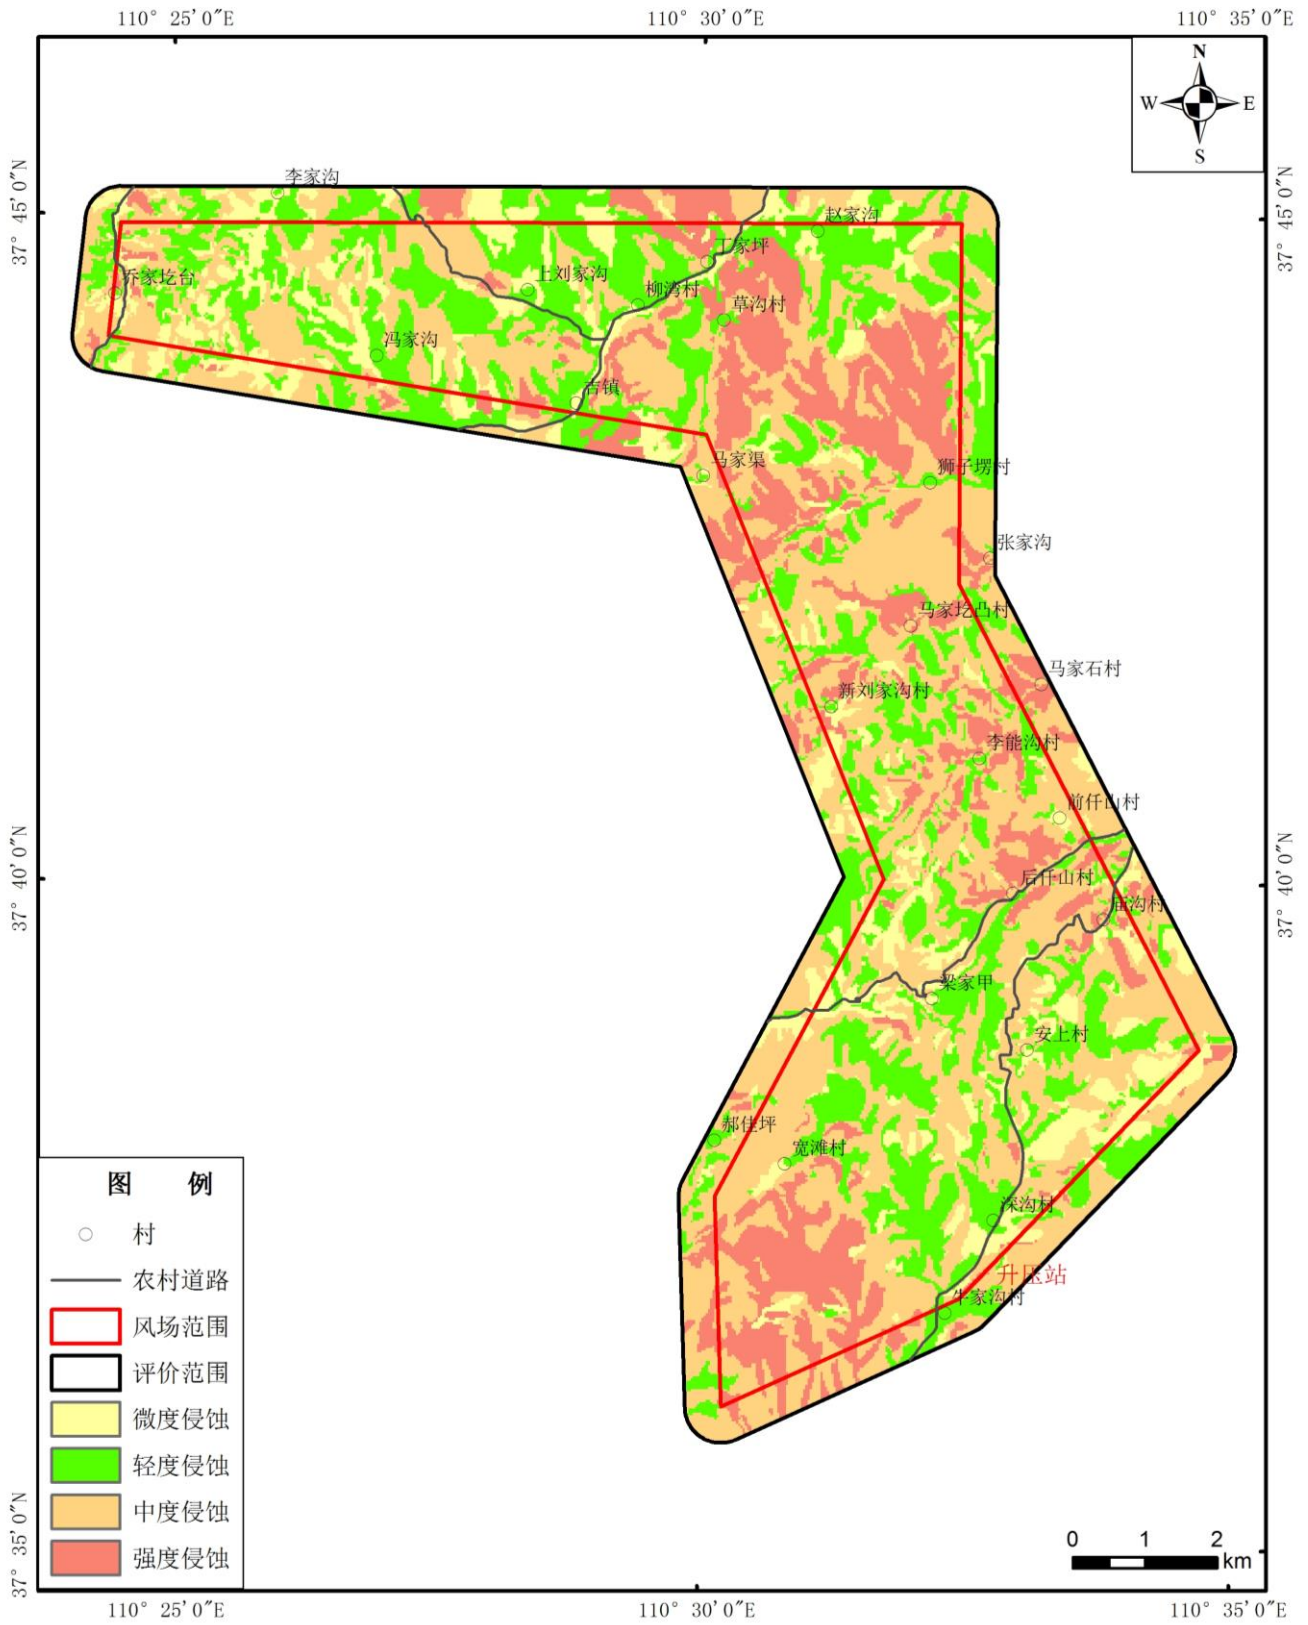 110° 25′0″E
110° 30′0″E
110° 35′0″E
N
W
E
S
37° 45′0″N
37° 45′0″N
李家沟
赵家沟
丁家坪
乔家圪台
上刘家沟
柳湾村
草沟村
冯家沟
吉镇
马家渠
狮子塄村
张家沟
马家圪凸村
马家石村
新刘家沟村
李能沟村
前仟山村
37° 40′0″N
37° 40′0″N
后仟山村
庙沟村
梁家甲
安上村
郝佳坪
宽滩村
深沟村
升压站
牛家沟村
图 例
村
农村道路
风场范围
评价范围
微度侵蚀
轻度侵蚀
中度侵蚀
强度侵蚀
37° 35′0″N
37° 35′0″N
0 1 2
km
110° 25′0″E
110° 30′0″E
110° 35′0″E